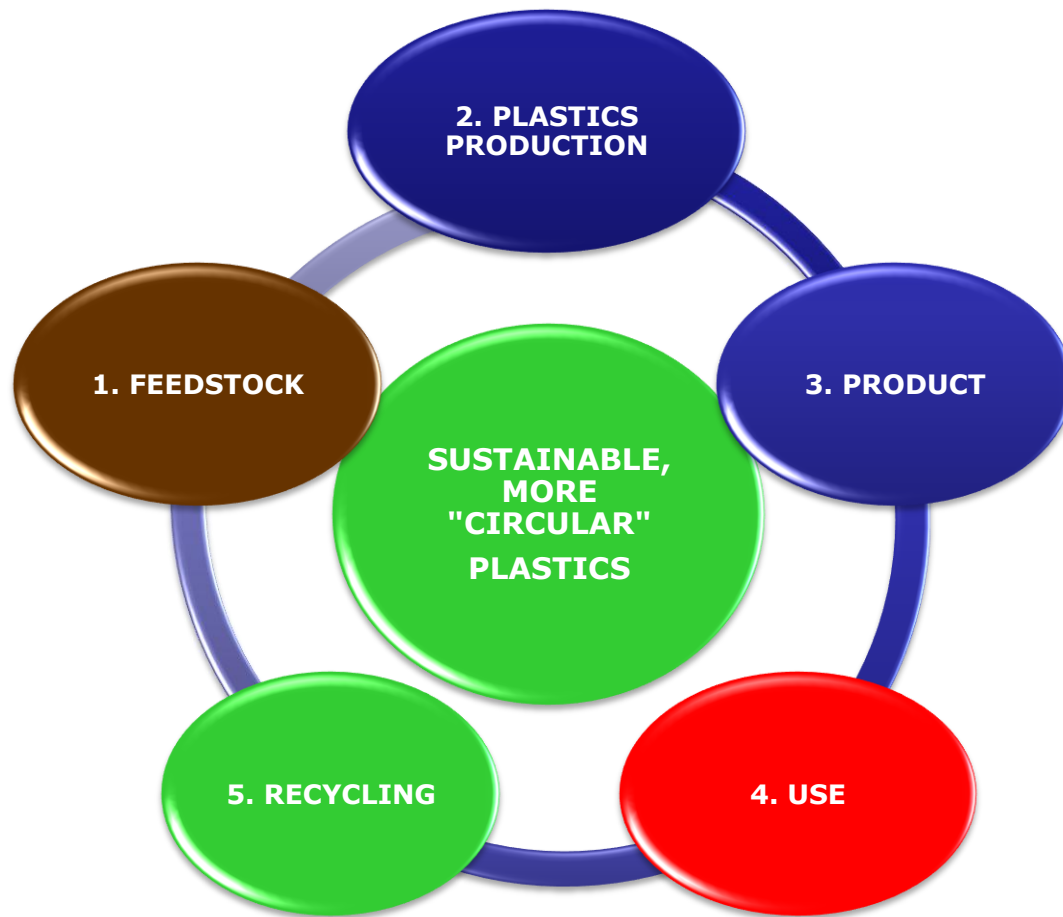 2. PLASTICS
PRODUCTION
1. FEEDSTOCK
3. PRODUCT
SUSTAINABLE,
MORE
"CIRCULAR"
PLASTICS
5. RECYCLING
4. USE